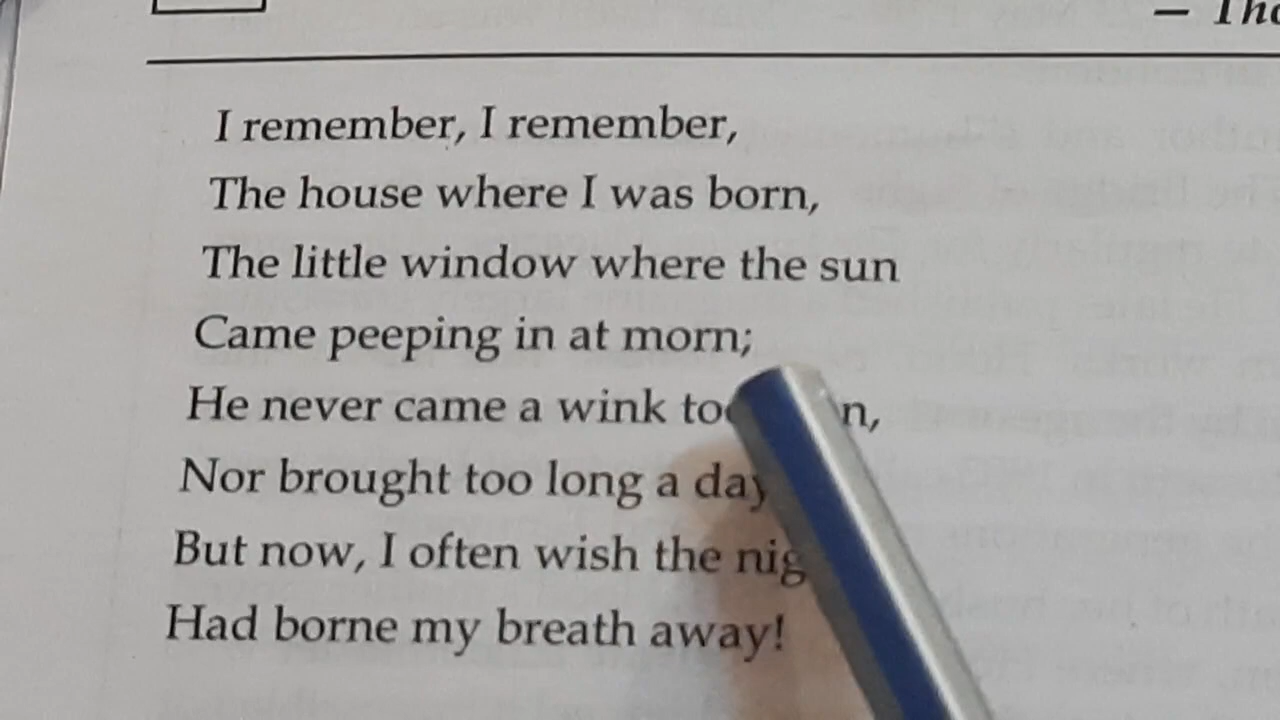 —
I remember, I remember,
The house where I was born,
The little window where the sun
Came peeping in at morn;
He never came a wink
Nor brought too long a day
But now, I often wish the
Had borne my breath away!